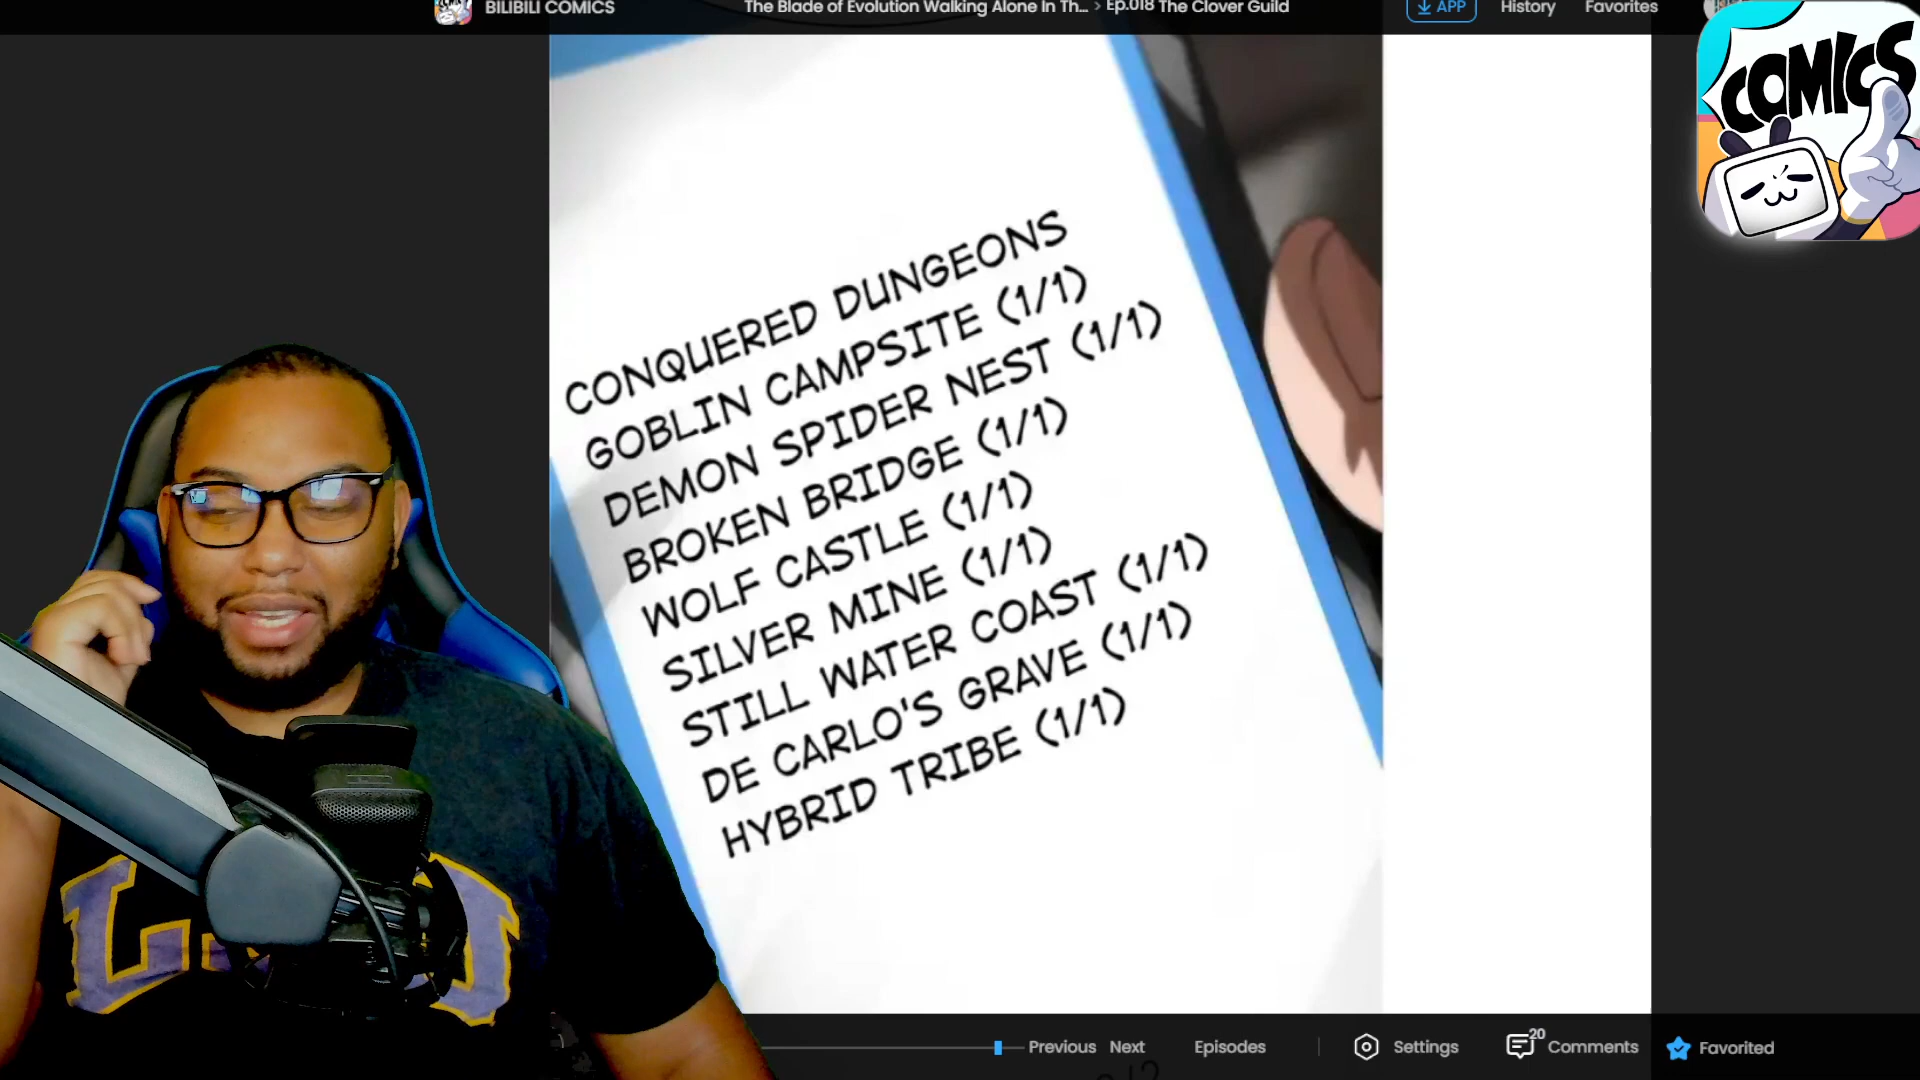 BILIBILI COMICS
The Blade of Evolution Walking Alone In Th... > Ep.018 The Clover Guild
APP
History
Favorites
COMICS
CONQUERED DUNGEONS
GOBLIN CAMPSITE (1/1)
DEMON SPIDER NEST (1/1)
BROKEN BRIDGE (1/1)
WOLF CASTLE (1/1)
SILVER MINE (1/1)
STILL WATER COAST (1/1)
DE CARLO'S GRAVE (1/1)
HYBRID TRIBE (1/1)
Previous Next Episodes Settings 20 Comments Favorited